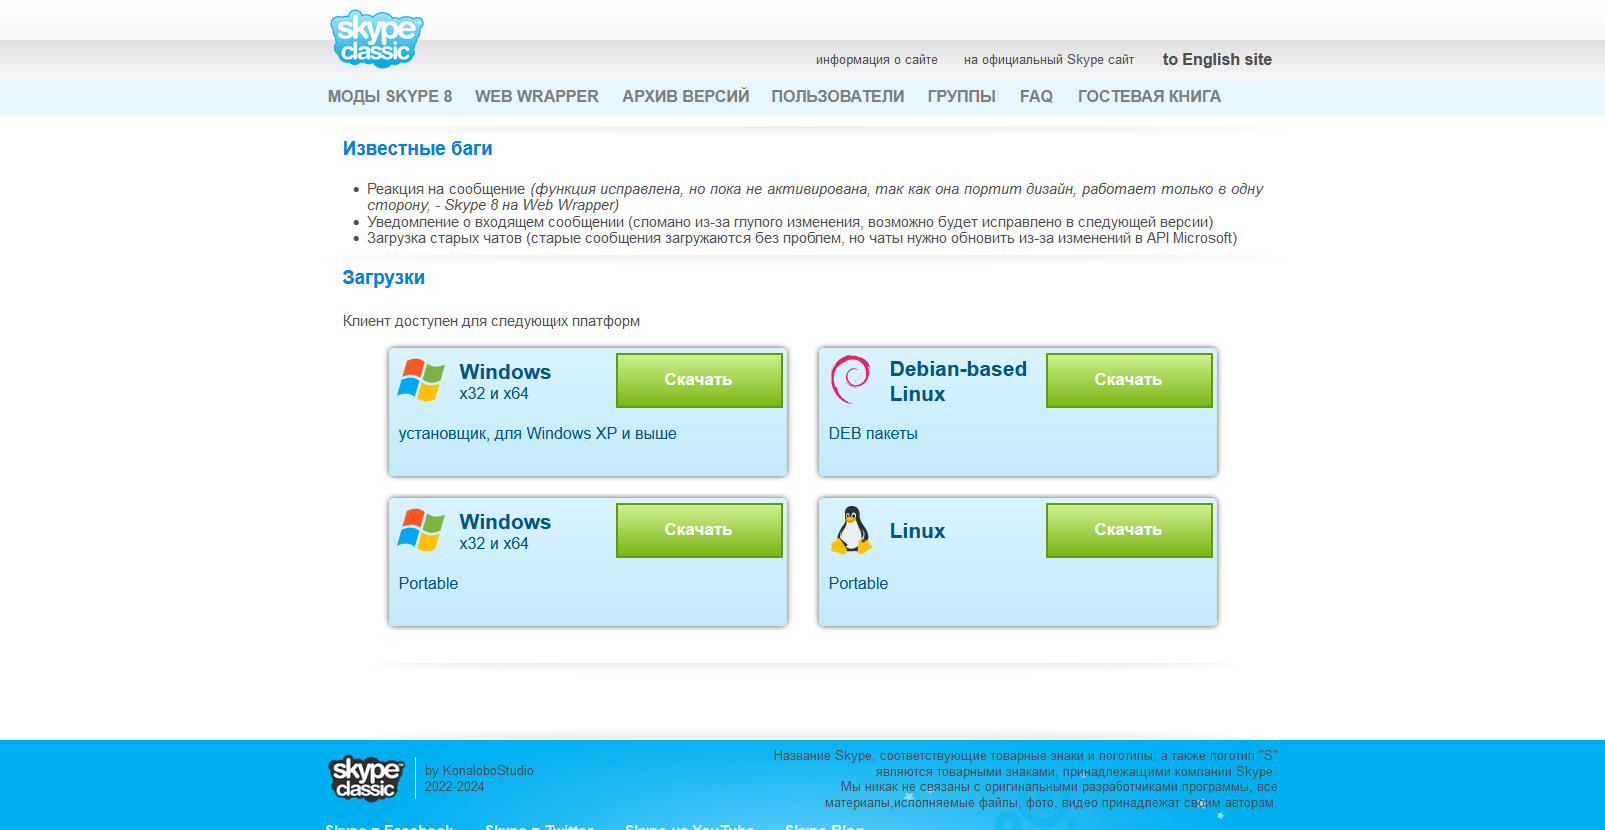 skype™
classic
информация о сайте на официальный Skype сайт to English site
МОДЫ SKYPE 8 WEB WRAPPER АРХИВ ВЕРСИЙ ПОЛЬЗОВАТЕЛИ ГРУППЫ FAQ ГОСТЕВАЯ КНИГА
Известные баги
• Реакция на сообщение (функция исправлена, но пока не активирована, так как она портит дизайн, работает только в одну
сторону, - Skype 8 на Web Wrapper)
• Уведомление о входящем сообщении (сломано из-за глупого изменения, возможно будет исправлено в следующей версии)
• Загрузка старых чатов (старые сообщения загружаются без проблем, но чаты нужно обновить из-за изменений в API Microsoft)
Загрузки
Клиент доступен для следующих платформ
Windows
x32 и x64
Скачать
установщик, для Windows XP и выше
Debian-based
Linux
Скачать
DEB пакеты
Windows
x32 и x64
Скачать
Portable
Linux
Скачать
Portable
skype
classic
by KonaloboStudio
2022-2024
Название Skype, соответствующие товарные знаки и логотипы, а также логотип "S"
являются товарными знаками, принадлежащими компании Skype.
Мы никак не связаны с оригинальными разработчиками программы, все
материалы,исполняемые файлы, фото, видео принадлежат свим авторам.